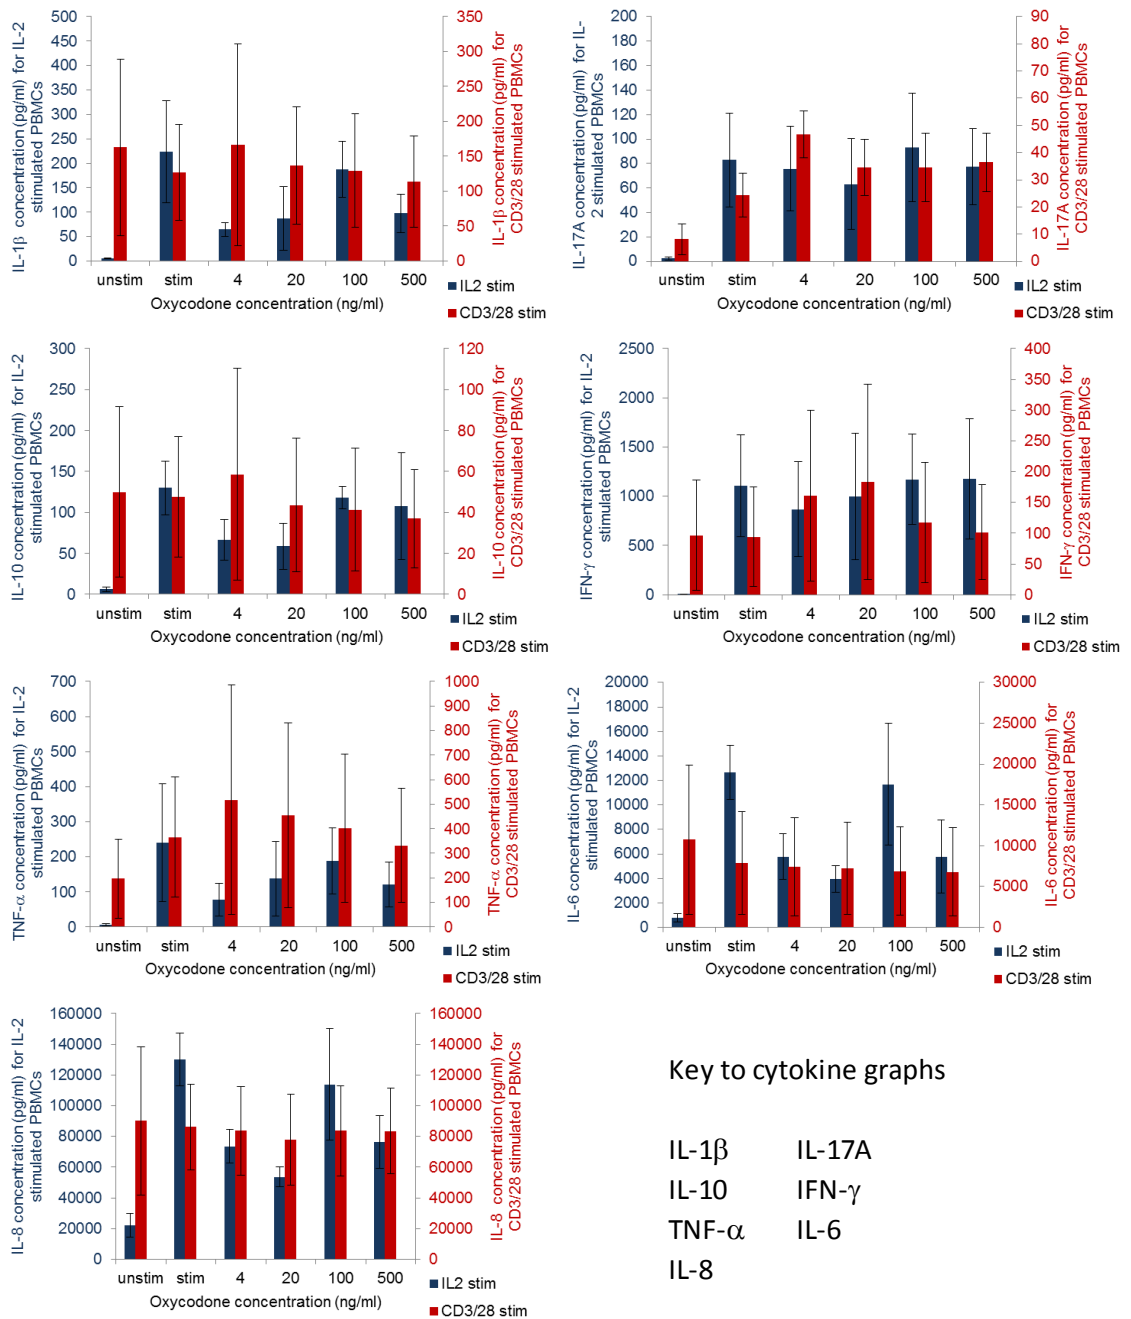 IL-1β concentration (pg/ml) for IL-2
stimulated PBMCs
500
450
400
350
300
250
200
150
100
50
0
350
300
250
200
150
100
50
0
IL-1β concentration (pg/ml) for
CD3/28 stimulated PBMCs
unstim stim 4 20 100 500
Oxycodone concentration (ng/ml)
IL2 stim
CD3/28 stim
IL-17A concentration (pg/ml) for IL-
2 stimulated PBMCs
200
180
160
140
120
100
80
60
40
20
0
90
80
70
60
50
40
30
20
10
0
IL-17A concentration (pg/ml) for
CD3/28 stimulated PBMCs
unstim stim 4 20 100 500
Oxycodone concentration (ng/ml)
IL2 stim
CD3/28 stim
IL-10 concentration (pg/ml) for IL-2
stimulated PBMCs
300
250
200
150
100
50
0
120
100
80
60
40
20
0
IL-10 concentration (pg/ml) for
CD3/28 stimulated PBMCs
unstim stim 4 20 100 500
Oxycodone concentration (ng/ml)
IL2 stim
CD3/28 stim
IFN-γ concentration (pg/ml) for IL-2
stimulated PBMCs
2500
2000
1500
1000
500
0
400
350
300
250
200
150
100
50
0
IFN-γ concentration (pg/ml) for
CD3/28 stimulated PBMCs
unstim stim 4 20 100 500
Oxycodone concentration (ng/ml)
IL2 stim
CD3/28 stim
TNF-α concentration (pg/ml) for IL-2
stimulated PBMCs
700
600
500
400
300
200
100
0
1000
900
800
700
600
500
400
300
200
100
0
TNF-α concentration (pg/ml) for
CD3/28 stimulated PBMCs
unstim stim 4 20 100 500
Oxycodone concentration (ng/ml)
IL2 stim
CD3/28 stim
IL-6 concentration (pg/ml) for IL-2
stimulated PBMCs
20000
18000
16000
14000
12000
10000
8000
6000
4000
2000
0
30000
25000
20000
15000
10000
5000
0
IL-6 concentration (pg/ml) for
CD3/28 stimulated PBMCs
unstim stim 4 20 100 500
Oxycodone concentration (ng/ml)
IL2 stim
CD3/28 stim
IL-8 concentration (pg/ml) for IL-2
stimulated PBMCs
160000
140000
120000
100000
80000
60000
40000
20000
0
160000
140000
120000
100000
80000
60000
40000
20000
0
IL-8 concentration (pg/ml) for
CD3/28 stimulated PBMCs
unstim stim 4 20 100 500
Oxycodone concentration (ng/ml)
IL2 stim
CD3/28 stim
Key to cytokine graphs
IL-1β IL-17A
IL-10 IFN-γ
TNF-α IL-6
IL-8